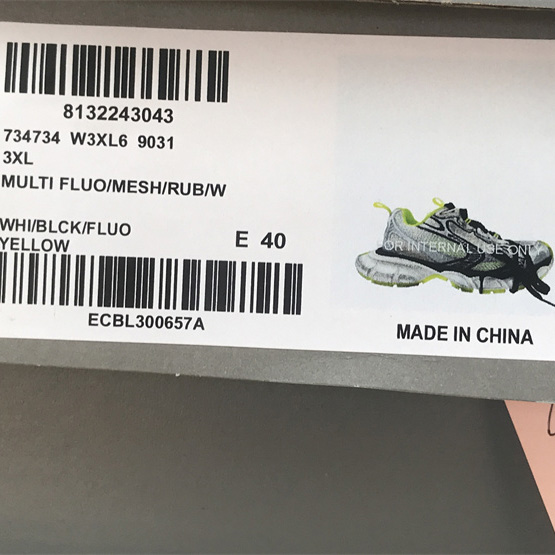 8132243043
734734 W3XL6 9031
3XL
MULTI FLUO/MESH/RUB/W
WHI/BLCK/FLUO
YELLOW
E 40
ECBL300657A
FOR INTERNAL USE ONLY
MADE IN CHINA